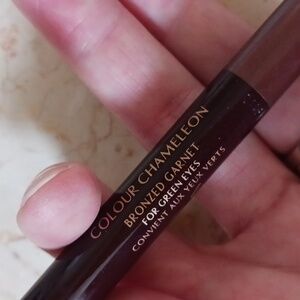 COLOUR CHAMELEON
BRONZED GARNET
FOR GREEN EYES
CONVIENT AUX YEUX VERTS